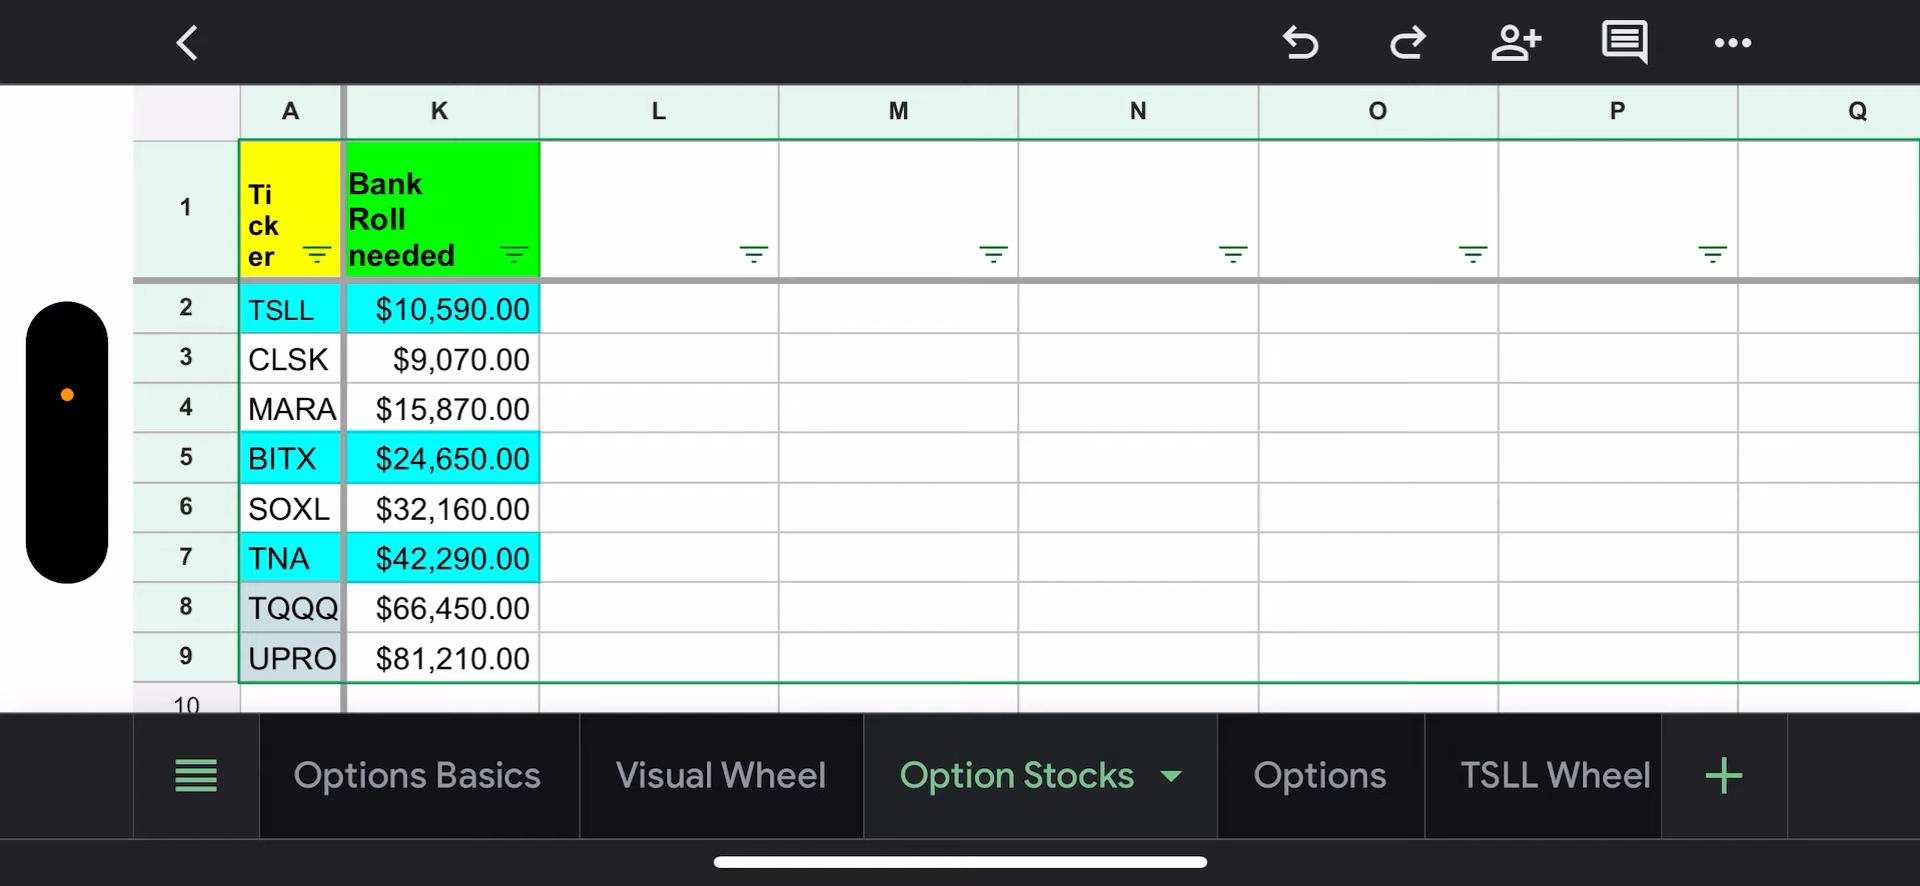 A K L M N O P Q
1 Ti
ck
er
Bank
Roll
needed
2 TSLL $10,590.00
3 CLSK $9,070.00
4 MARA $15,870.00
5 BITX $24,650.00
6 SOXL $32,160.00
7 TNA $42,290.00
8 TQQQ $66,450.00
9 UPRO $81,210.00
10
Options Basics Visual Wheel Option Stocks Options TSLL Wheel